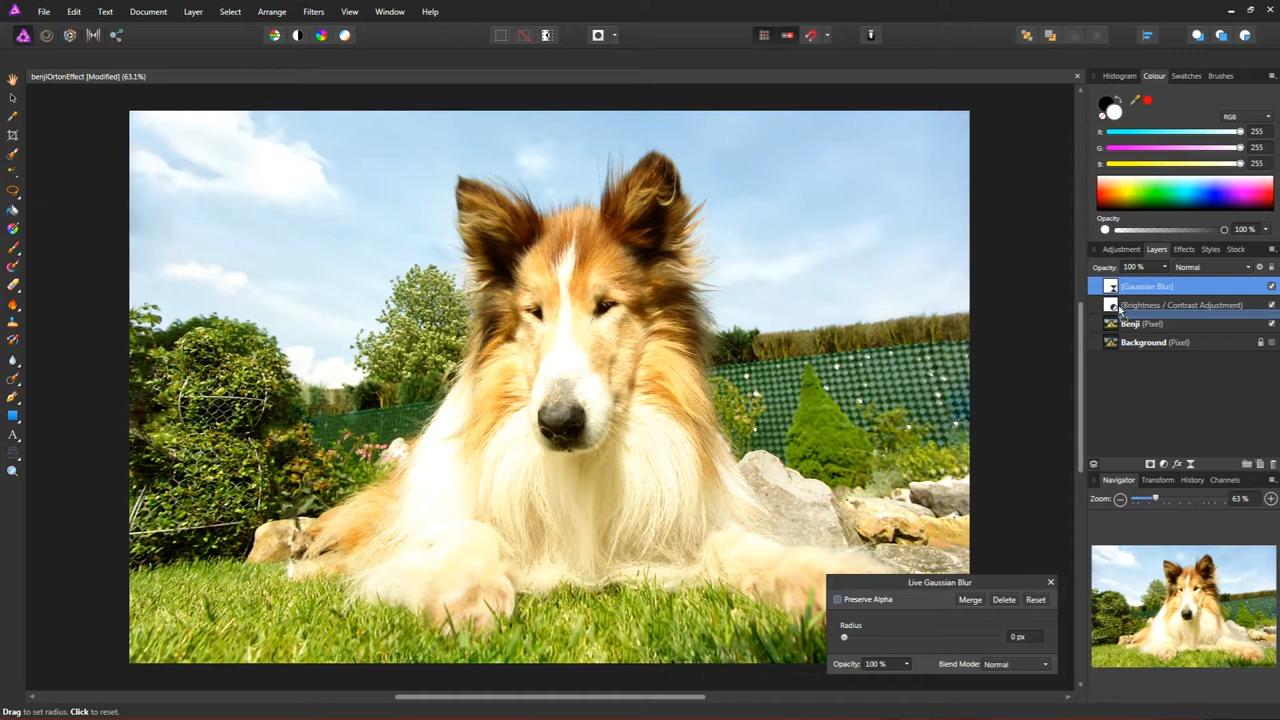 File Edit Text Document Layer Select Arrange Filters View Window Help
benjiOrtonEffect [Modified] (63.1%)
Histogram Colour Swatches Brushes
RGB
R: 255
G: 255
B: 255
Opacity
100 %
Adjustment Layers Effects Styles Stock
Opacity: 100 % Normal
(Gaussian Blur)
(Brightness / Contrast Adjustment)
Benji (Pixel)
Background (Pixel)
Navigator Transform History Channels
Zoom: 63 %
Live Gaussian Blur
Preserve Alpha Merge Delete Reset
Radius
0 px
Opacity: 100 % Blend Mode: Normal
Drag to set radius. Click to reset.